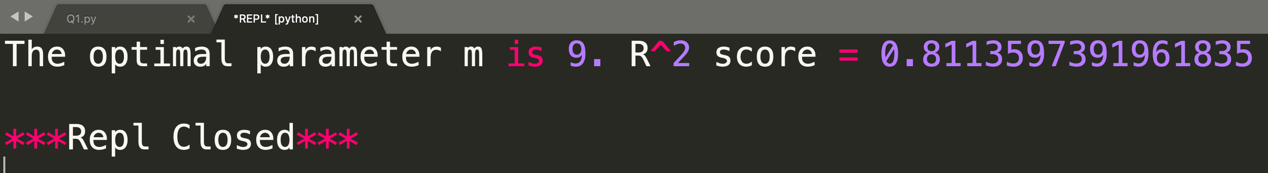 Q1.py
*REPL* [python]
The optimal parameter m is 9. R^2 score = 0.8113597391961835
***Repl Closed***